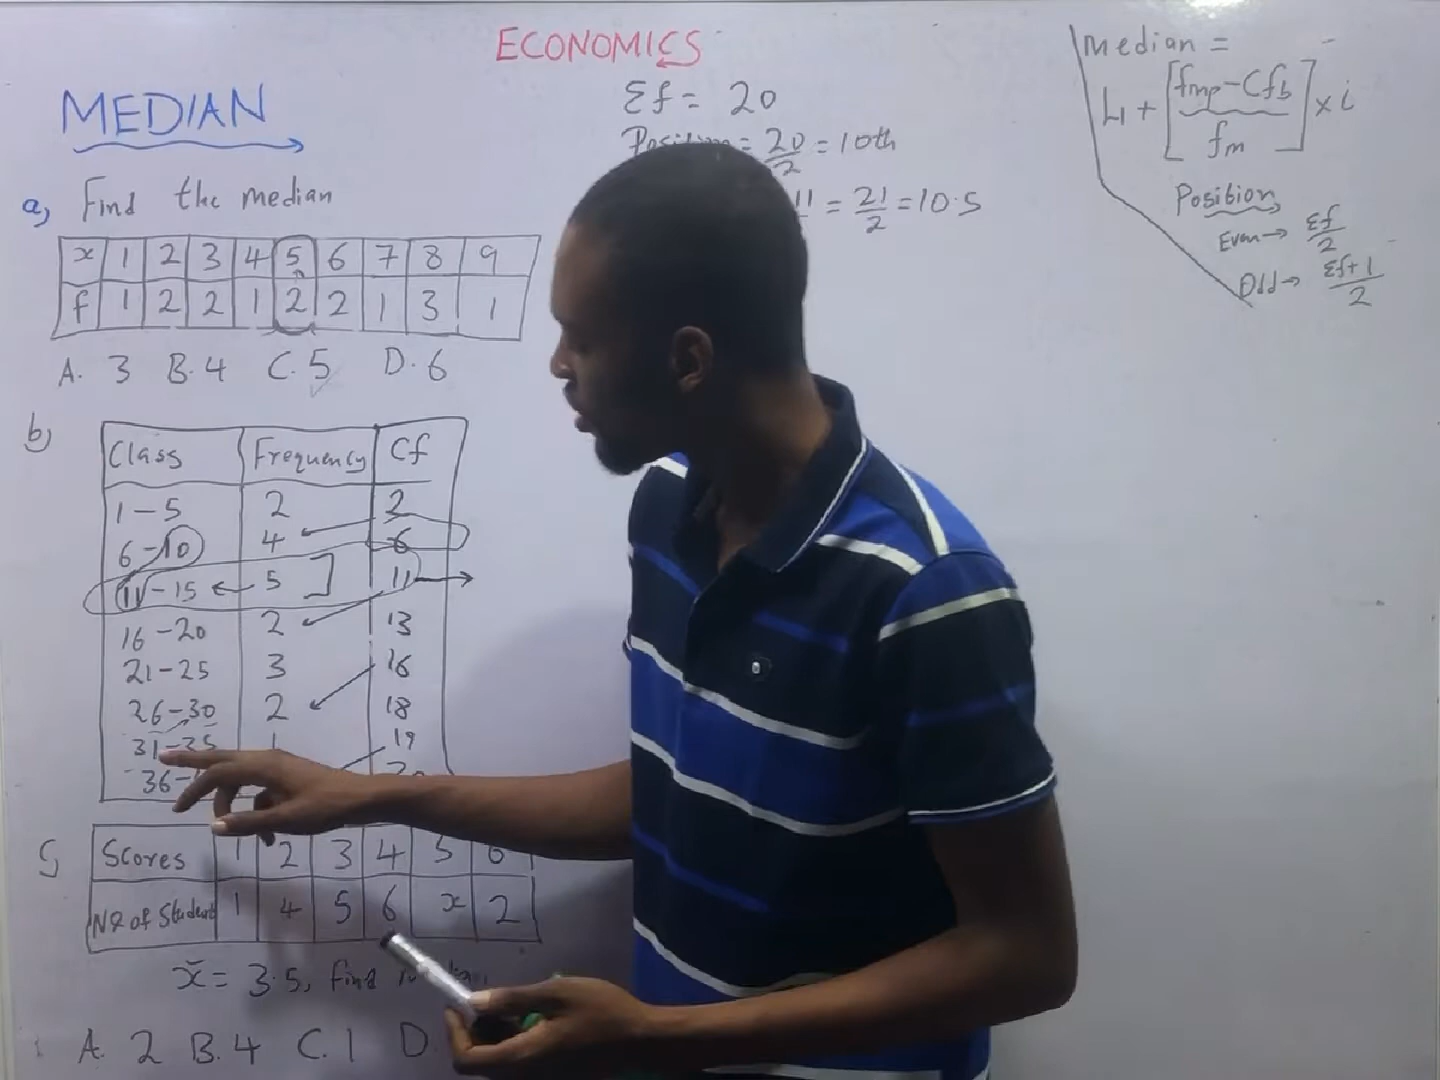 ECONOMICS
MEDIAN
a, Find the median
x 1 2 3 4 5 6 7 8 9
f 1 2 2 1 2 2 1 3 1
A. 3 B. 4 C. 5 D. 6
b,
Class Frequency Cf
1-5 2 2
6-10 4 6
11-15 5 11
16-20 2 13
21-25 3 16
26-30 2 18
31-35 1 19
36-
Scores 1 2 3 4 5 6
No of Student 1 4 5 6 x 2
x̄ = 3.5, find
A. 2 B. 4 C. 1 D.
Σf = 20
Position = 20/2 = 10th
11 = 21/2 = 10.5
median =
L1 + [fmp - Cfb / fm] × i
Position
Even → Σf/2
Odd → Σf+1/2